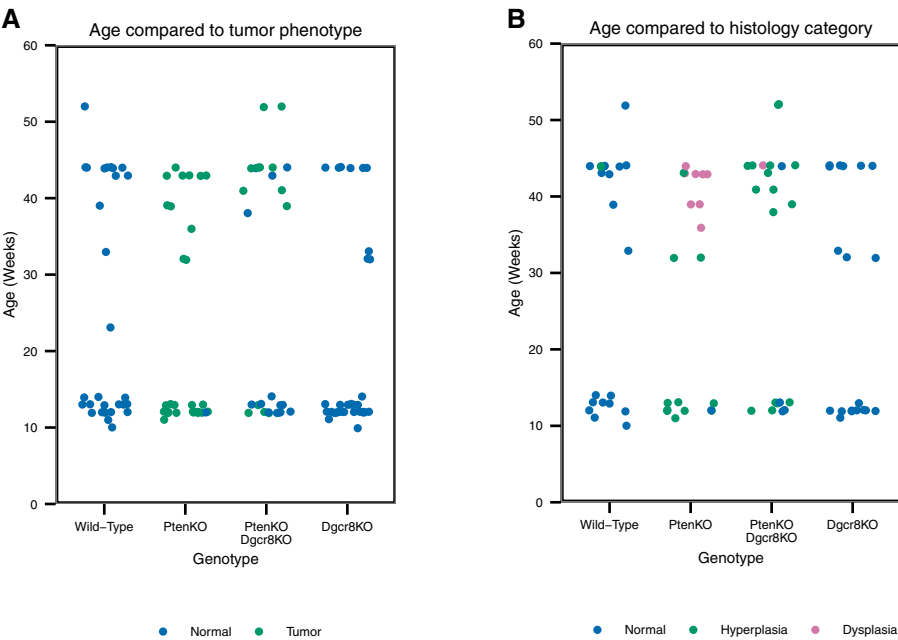 A
Age compared to tumor phenotype
60
50
40
30
20
10
0
Age (Weeks)
Wild–Type
PtenKO
PtenKO
Dgcr8KO
Dgcr8KO
Genotype
Normal
Tumor
B
Age compared to histology category
60
50
40
30
20
10
0
Age (Weeks)
Wild–Type
PtenKO
PtenKO
Dgcr8KO
Dgcr8KO
Genotype
Normal
Hyperplasia
Dysplasia